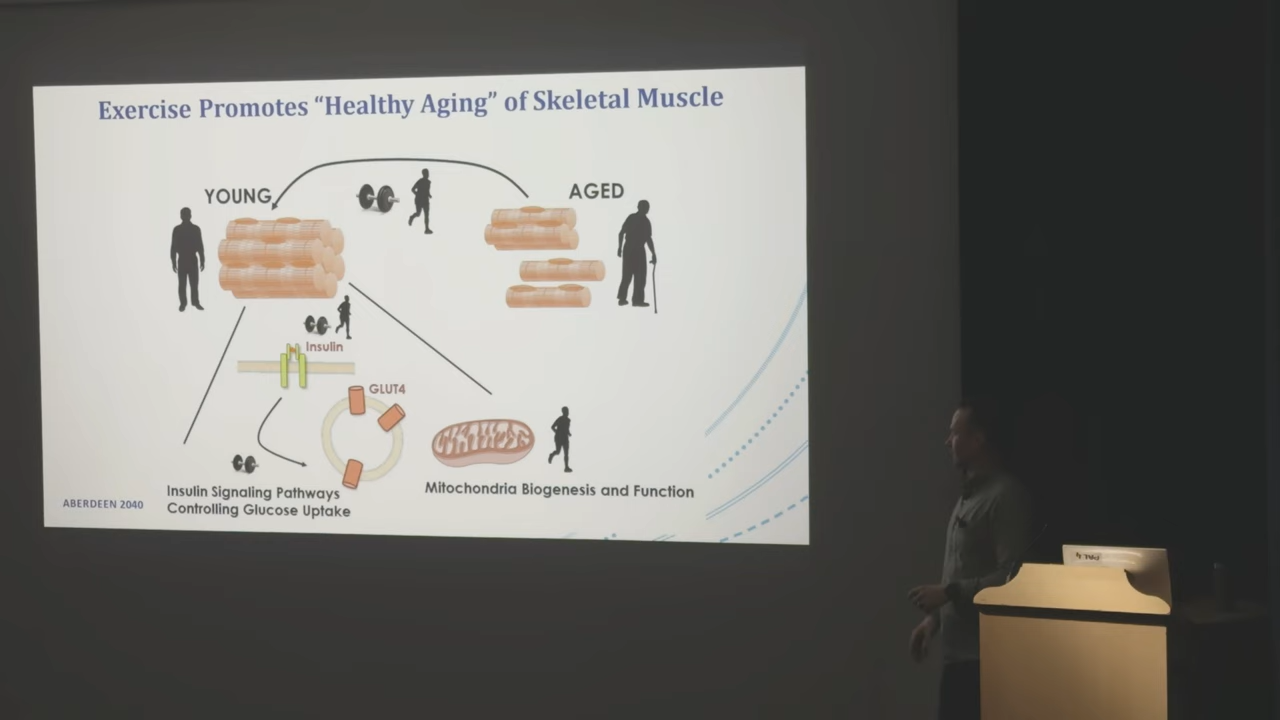 Exercise Promotes “Healthy Aging” of Skeletal Muscle
YOUNG
AGED
Insulin
GLUT4
Insulin Signaling Pathways
Controlling Glucose Uptake
Mitochondria Biogenesis and Function
ABERDEEN 2040